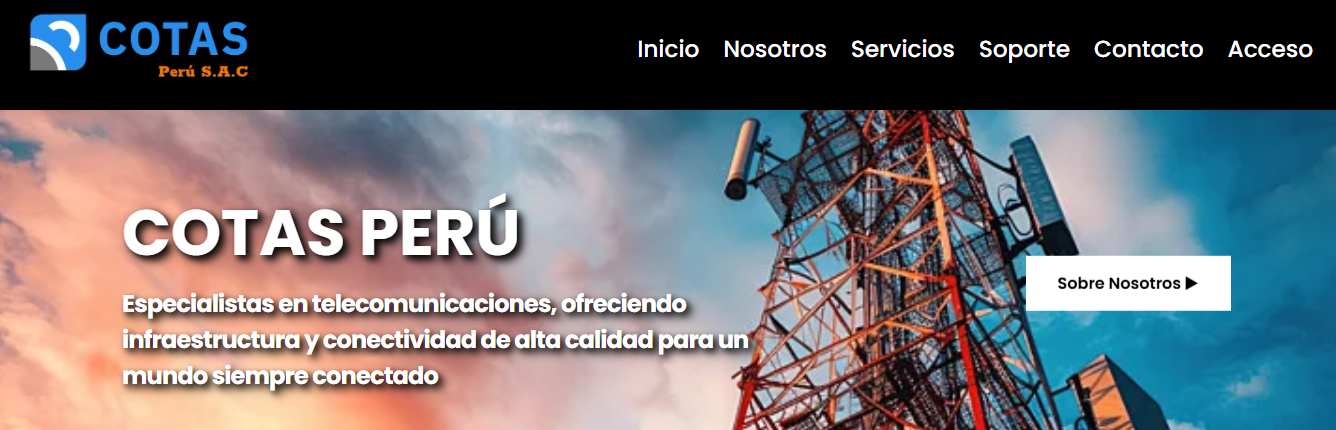 COTAS
Perú S.A.C
Inicio Nosotros Servicios Soporte Contacto Acceso
COTAS PERÚ
Especialistas en telecomunicaciones, ofreciendo
infraestructura y conectividad de alta calidad para un
mundo siempre conectado
Sobre Nosotros ▶